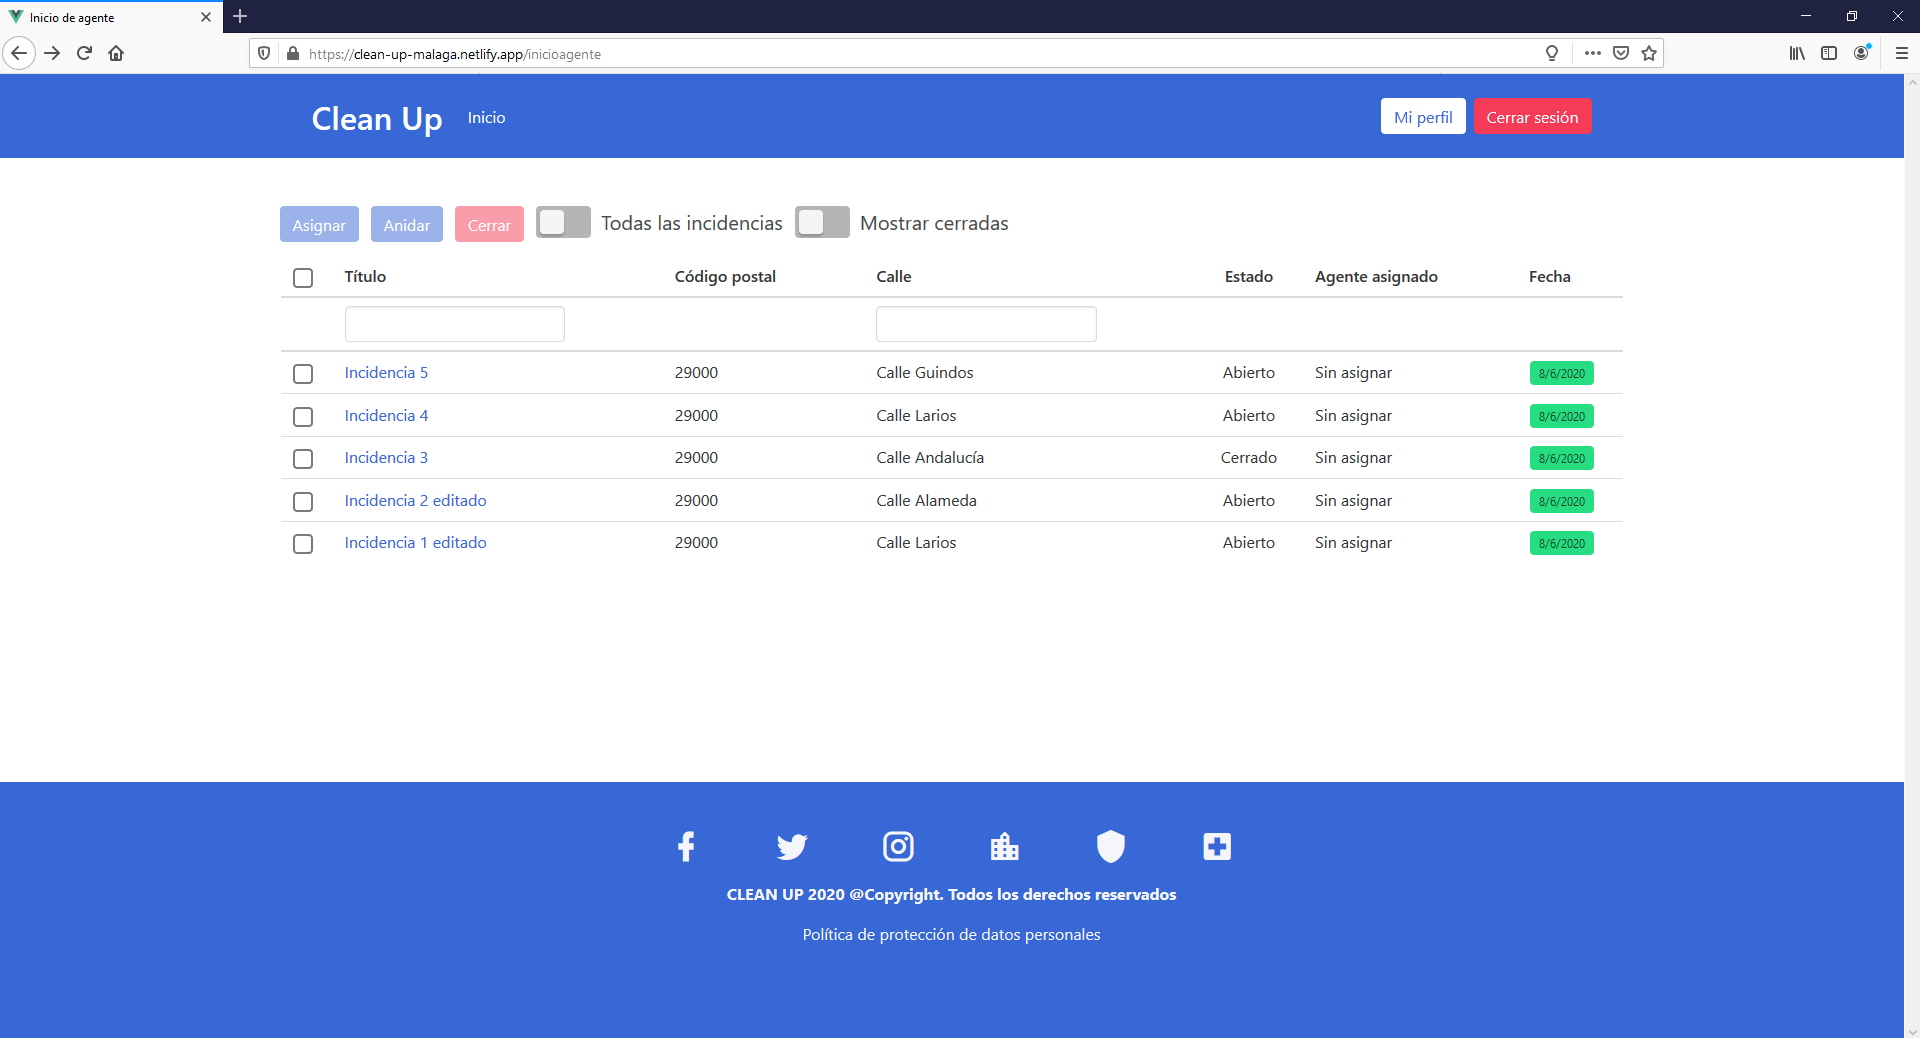 Inicio de agente
https://clean-up-malaga.netlify.app/inicioagente
Clean Up Inicio Mi perfil Cerrar sesión
Asignar Anidar Cerrar Todas las incidencias Mostrar cerradas
Título Código postal Calle Estado Agente asignado Fecha
Incidencia 5 29000 Calle Guindos Abierto Sin asignar 8/6/2020
Incidencia 4 29000 Calle Larios Abierto Sin asignar 8/6/2020
Incidencia 3 29000 Calle Andalucía Cerrado Sin asignar 8/6/2020
Incidencia 2 editado 29000 Calle Alameda Abierto Sin asignar 8/6/2020
Incidencia 1 editado 29000 Calle Larios Abierto Sin asignar 8/6/2020
CLEAN UP 2020 @Copyright. Todos los derechos reservados
Política de protección de datos personales